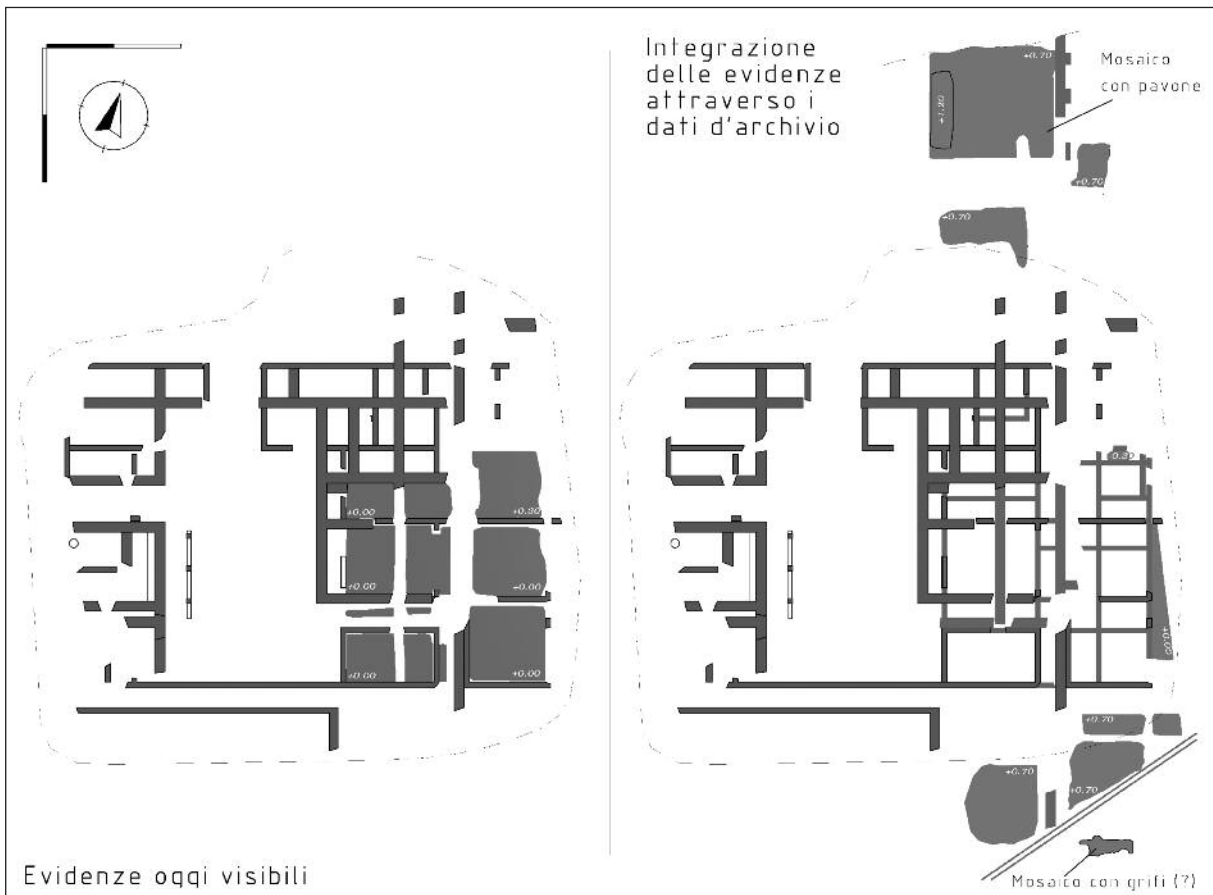 Integrazione
delle evidenze
attraverso i
dati d'archivio
+0.70
Mosaico
con pavone
+1.20
+0.70
+0.70
+0.00
+0.30
+0.00
+0.00
+0.00
+0.00
+0.30
+0.00
+0.70
+0.70
+0.70
Evidenze oggi visibili
Mosaico con grifi (?)